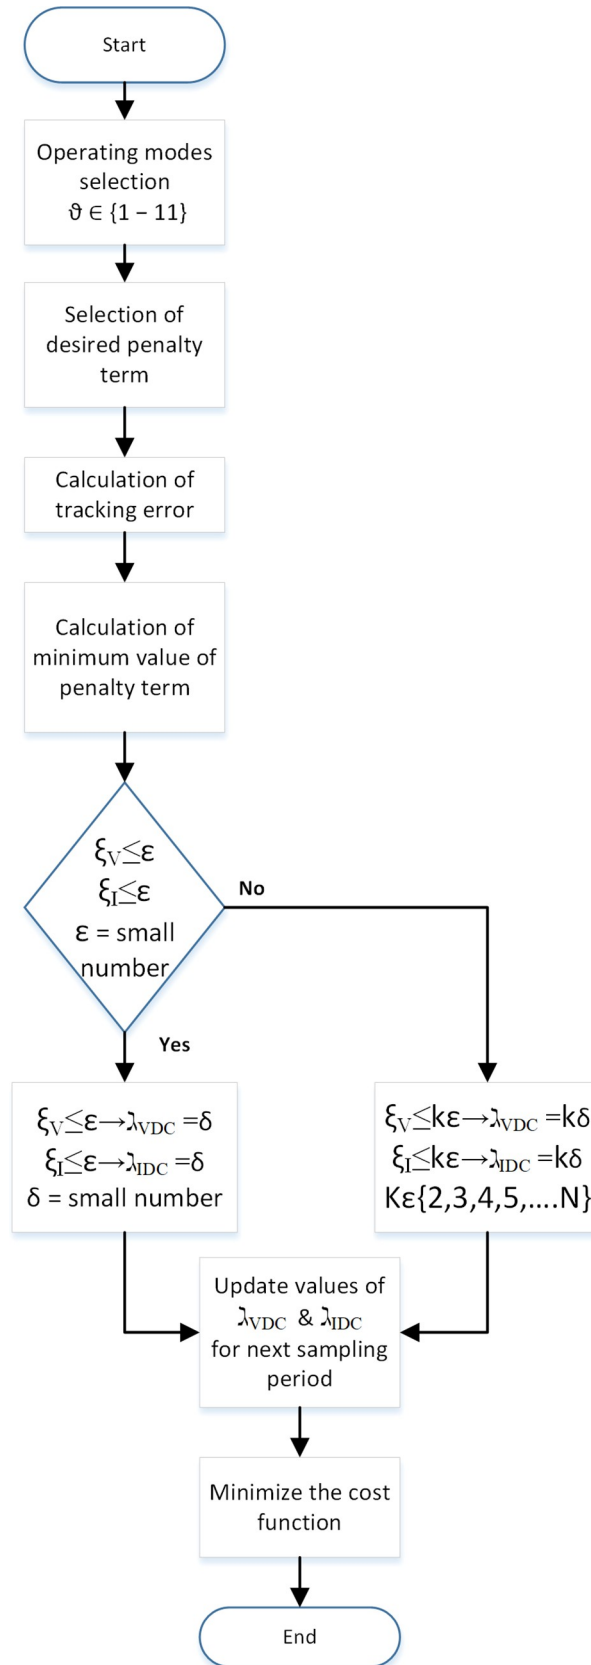 Start
Operating modes
selection
ϑ ∈ {1 − 11}
Selection of
desired penalty
term
Calculation of
tracking error
Calculation of
minimum value of
penalty term
ξV≤ε
ξI≤ε
ε = small
number
No
Yes
ξV≤ε→λVDC =δ
ξI≤ε→λIDC =δ
δ = small number
ξV≤kε→λVDC =kδ
ξI≤kε→λIDC =kδ
Kε{2,3,4,5,....N}
Update values of
λVDC & λIDC
for next sampling
period
Minimize the cost
function
End